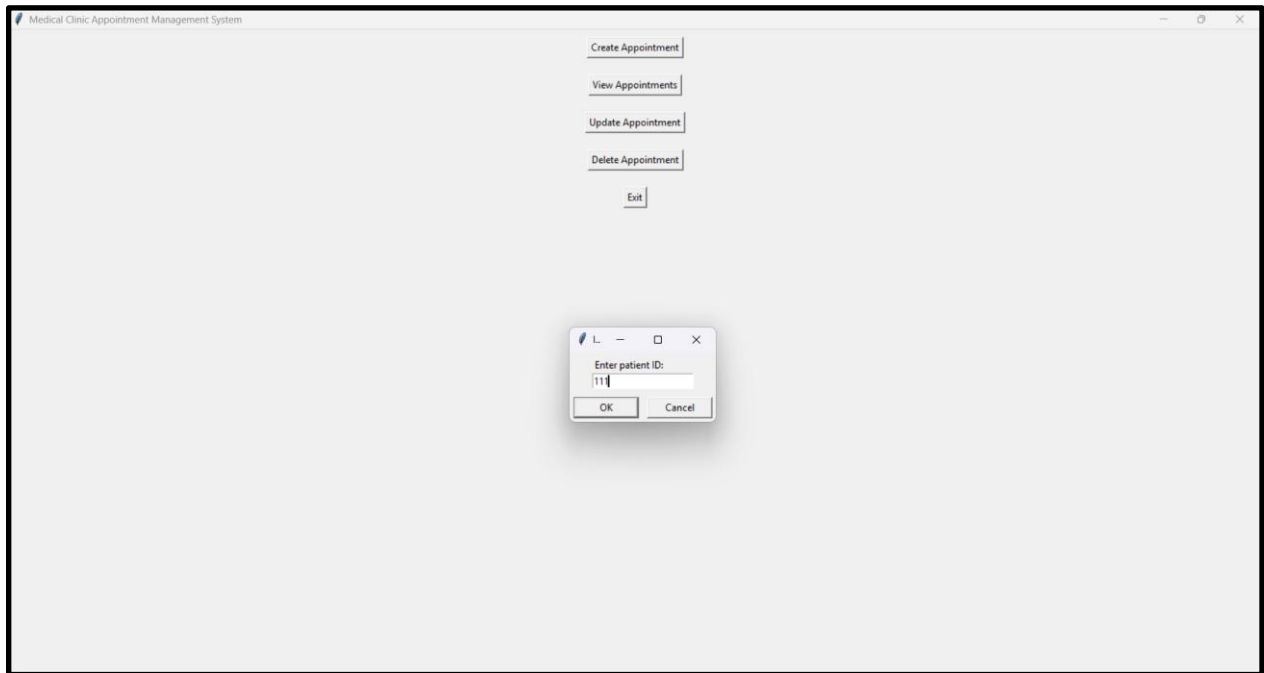 Medical Clinic Appointment Management System
Create Appointment
View Appointments
Update Appointment
Delete Appointment
Exit
I...
Enter patient ID:
111
OK
Cancel